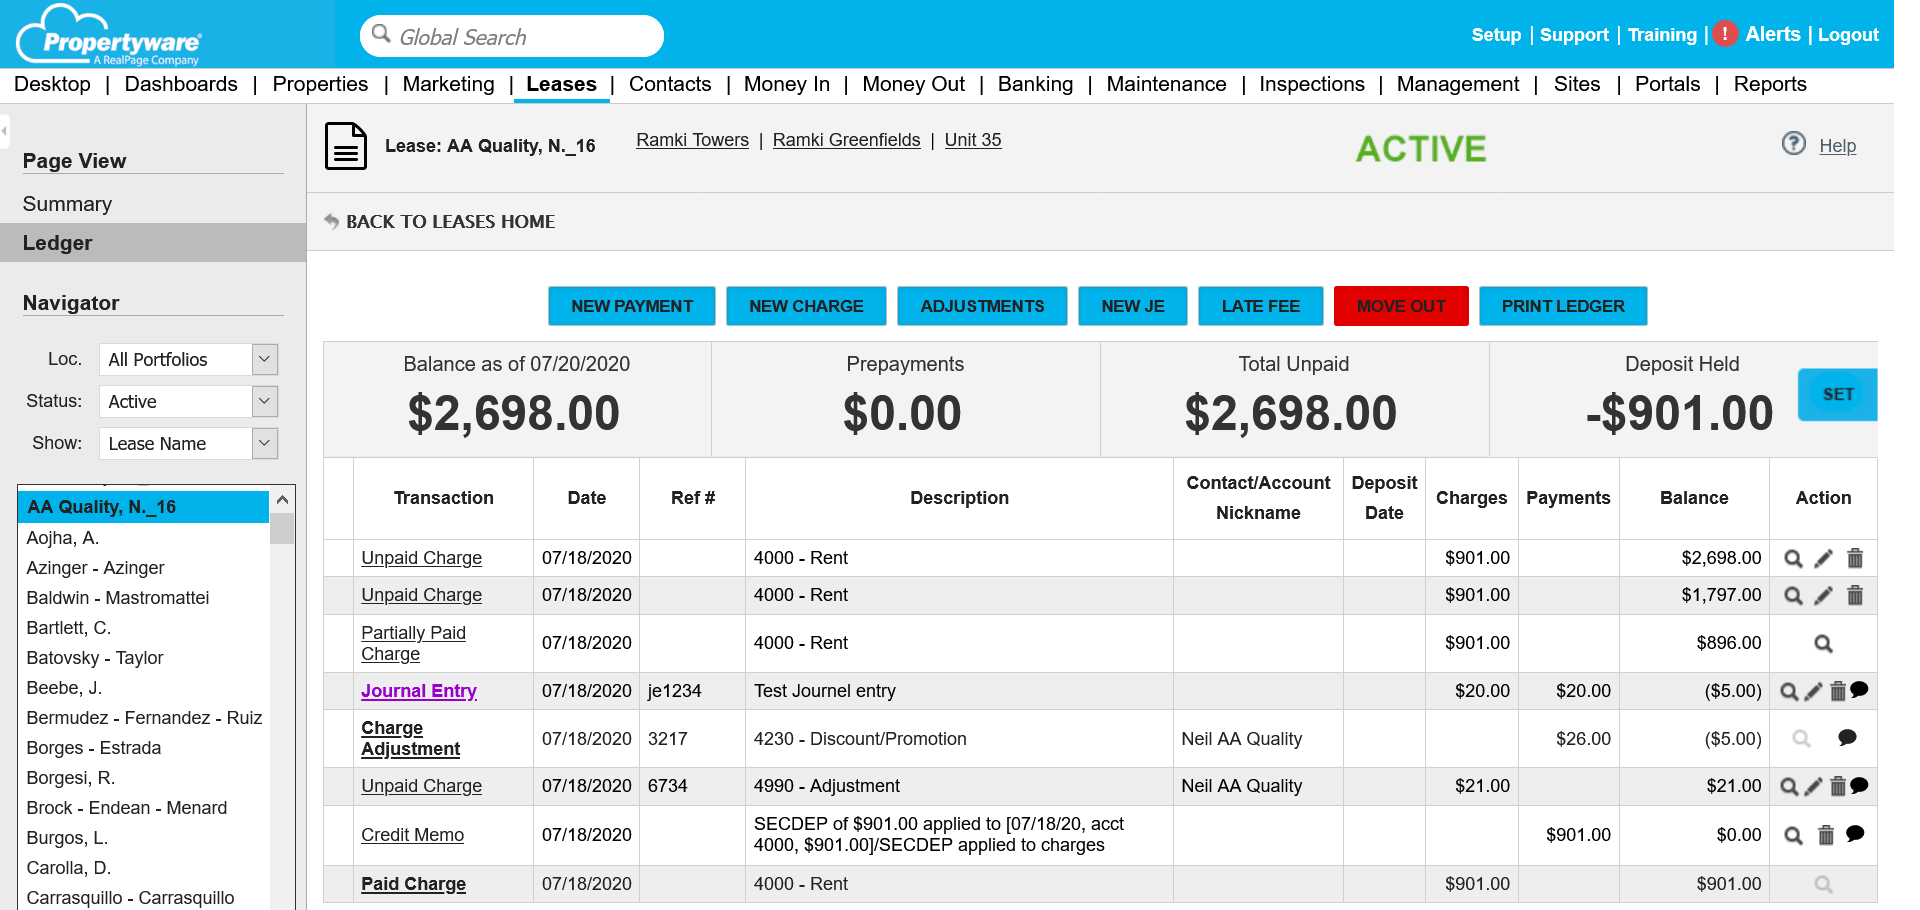 Propertyware
A RealPage Company
Global Search
Setup | Support | Training | ! Alerts | Logout
Desktop | Dashboards | Properties | Marketing | Leases | Contacts | Money In | Money Out | Banking | Maintenance | Inspections | Management | Sites | Portals | Reports
Page View
Summary
Ledger
Navigator
Loc. All Portfolios
Status: Active
Show: Lease Name
AA Quality, N._16
Aojha, A.
Azinger - Azinger
Baldwin - Mastromattei
Bartlett, C.
Batovsky - Taylor
Beebe, J.
Bermudez - Fernandez - Ruiz
Borges - Estrada
Borgesi, R.
Brock - Endean - Menard
Burgos, L.
Carolla, D.
Carrasquillo - Carrasquillo
Lease: AA Quality, N._16 Ramki Towers | Ramki Greenfields | Unit 35 ACTIVE ? Help
BACK TO LEASES HOME
NEW PAYMENT NEW CHARGE ADJUSTMENTS NEW JE LATE FEE MOVE OUT PRINT LEDGER
Balance as of 07/20/2020 Prepayments Total Unpaid Deposit Held
$2,698.00 $0.00 $2,698.00 -$901.00 SET
Transaction Date Ref # Description Contact/Account Nickname Deposit Date Charges Payments Balance Action
Unpaid Charge 07/18/2020 4000 - Rent $901.00 $2,698.00
Unpaid Charge 07/18/2020 4000 - Rent $901.00 $1,797.00
Partially Paid Charge 07/18/2020 4000 - Rent $901.00 $896.00
Journal Entry 07/18/2020 je1234 Test Journel entry $20.00 $20.00 ($5.00)
Charge Adjustment 07/18/2020 3217 4230 - Discount/Promotion Neil AA Quality $26.00 ($5.00)
Unpaid Charge 07/18/2020 6734 4990 - Adjustment Neil AA Quality $21.00 $21.00
Credit Memo 07/18/2020 SECDEP of $901.00 applied to [07/18/20, acct 4000, $901.00]/SECDEP applied to charges $901.00 $0.00
Paid Charge 07/18/2020 4000 - Rent $901.00 $901.00